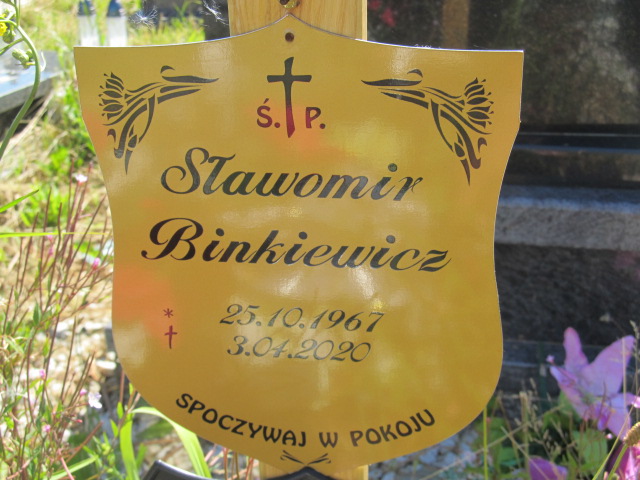 Ś. P.
Sławomir
Binkiewicz
* 25.10.1967
† 3.04.2020
SPOCZYWAJ W POKOJU